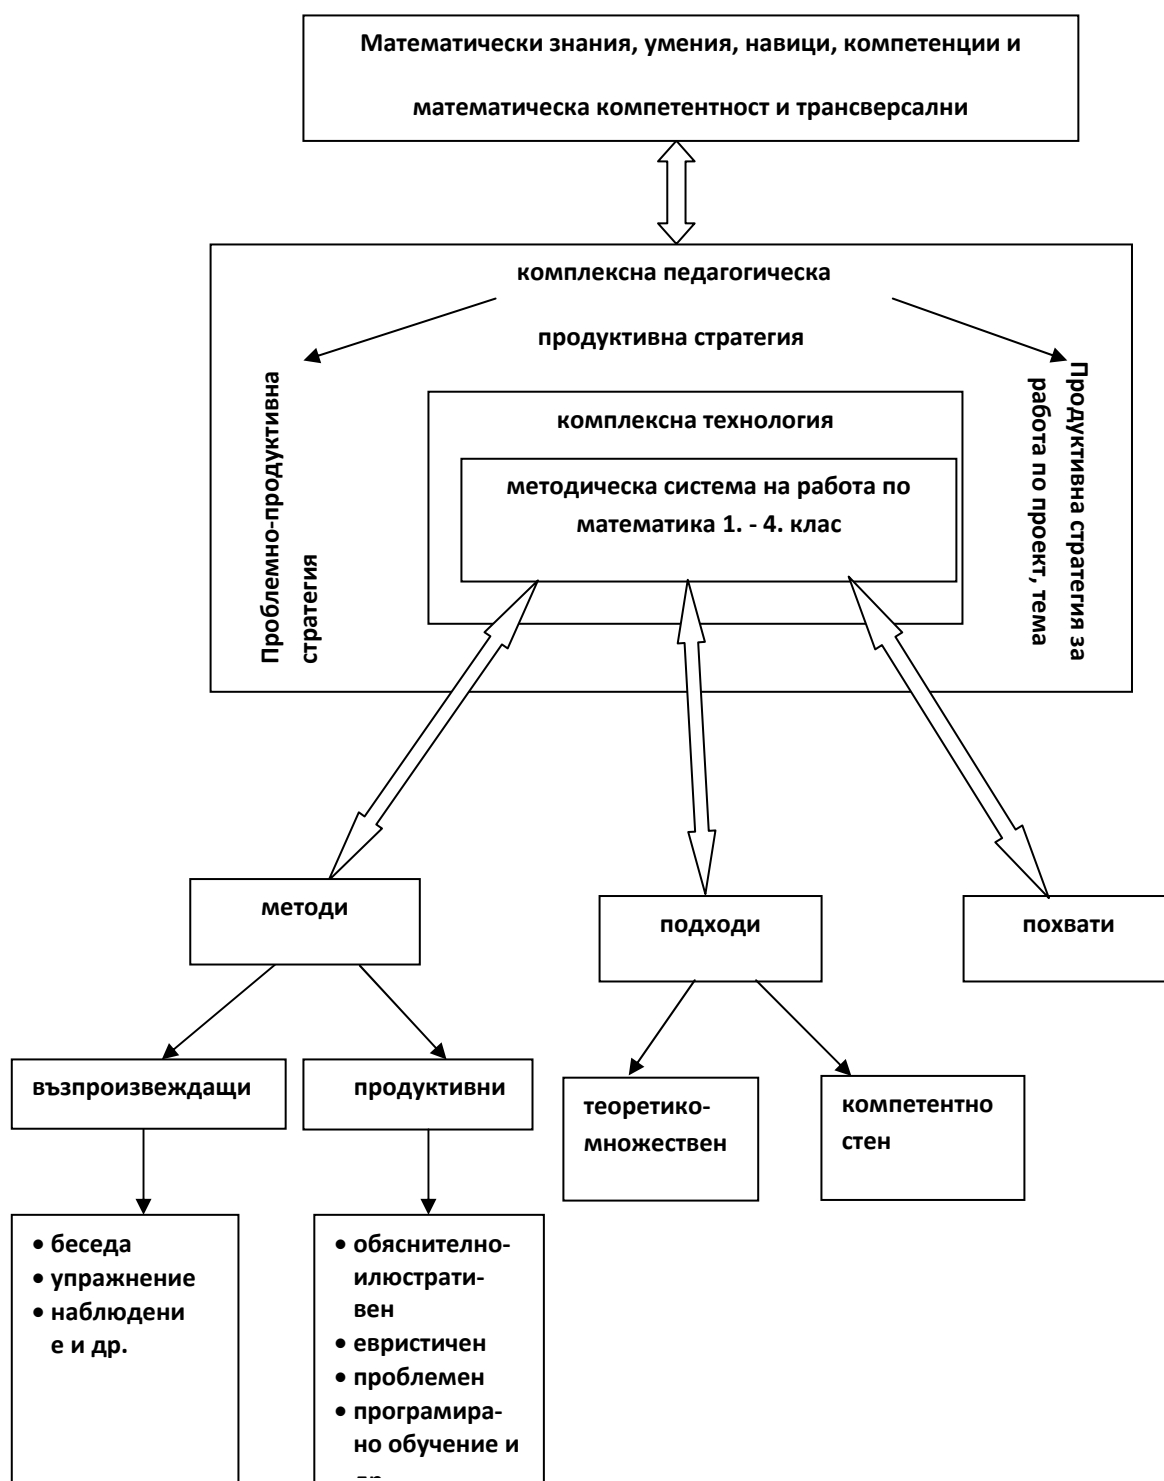 Математически знания, умения, навици, компетенции и
математическа компетентност и трансверсални
комплексна педагогическа
продуктивна стратегия
Проблемно-продуктивна
стратегия
Продуктивна стратегия за
работа по проект, тема
комплексна технология
методическа система на работа по
математика 1. - 4. клас
методи
подходи
похвати
възпроизвеждащи
продуктивни
теоретико-
множествен
компетентно
стен
• беседа
• упражнение
• наблюдени
е и др.
• обяснително-
илюстрати-
вен
• евристичен
• проблемен
• програмира-
но обучение и